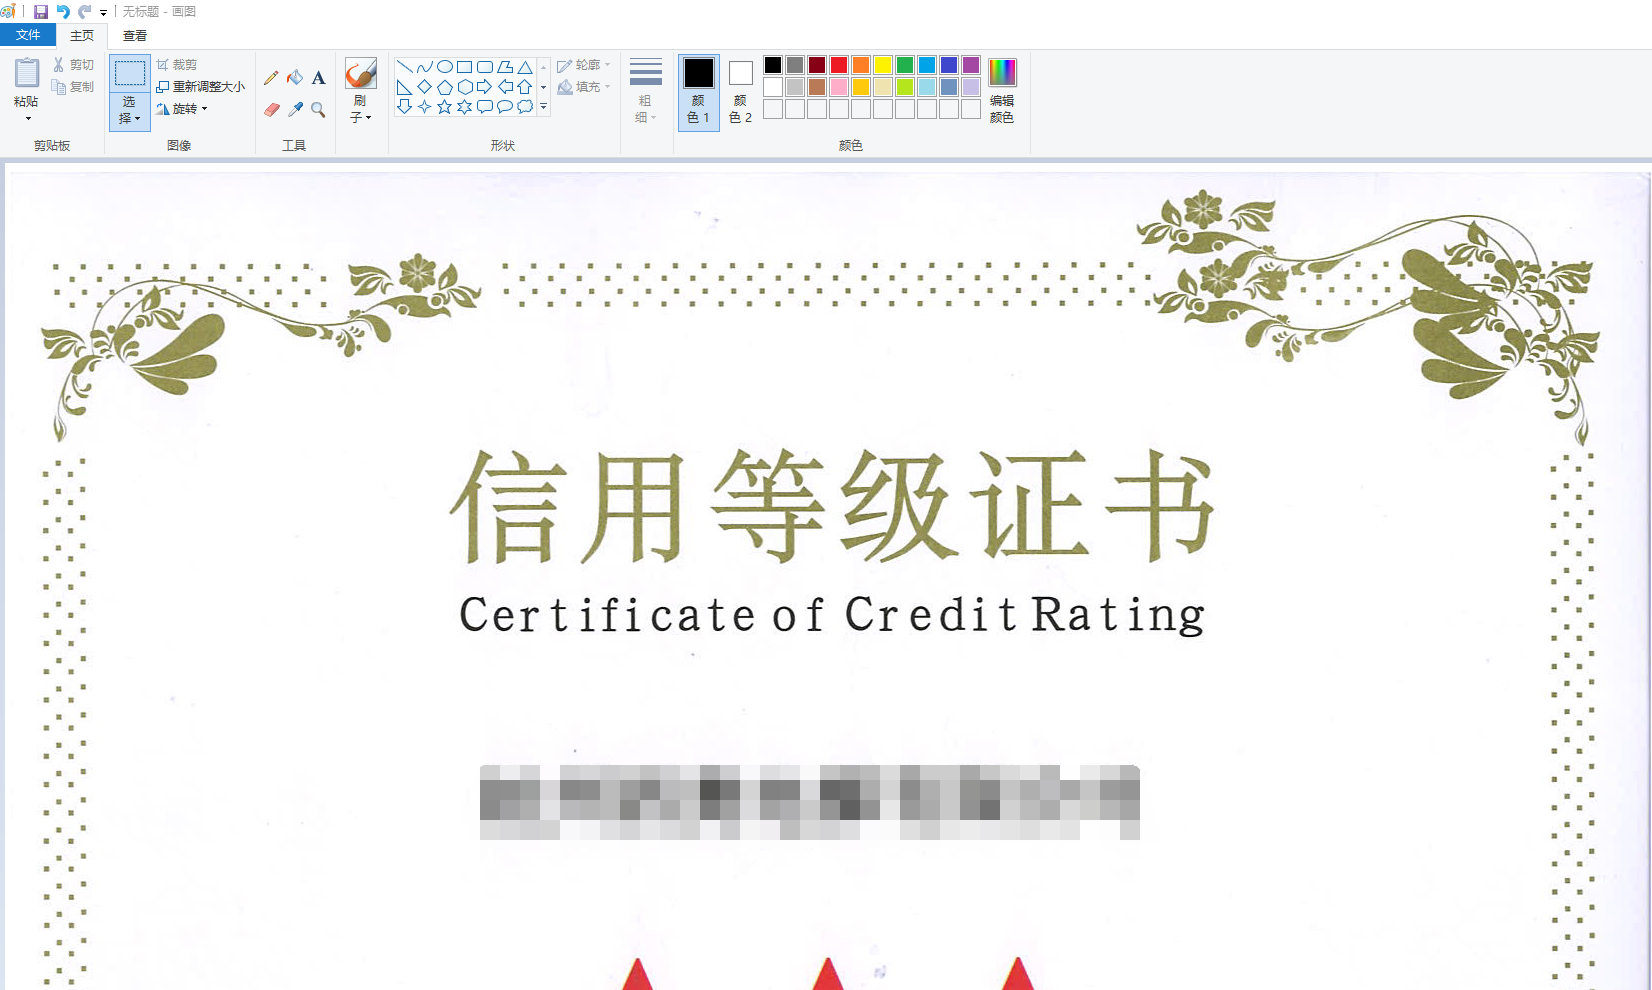 无标题 - 画图
文件 主页 查看
粘贴
剪切
复制
剪贴板
选择
裁剪
重新调整大小
旋转
图像
A
工具
刷子
轮廓
填充
形状
粗细
颜色 1
颜色 2
编辑颜色
颜色
信用等级证书
Certificate of Credit Rating